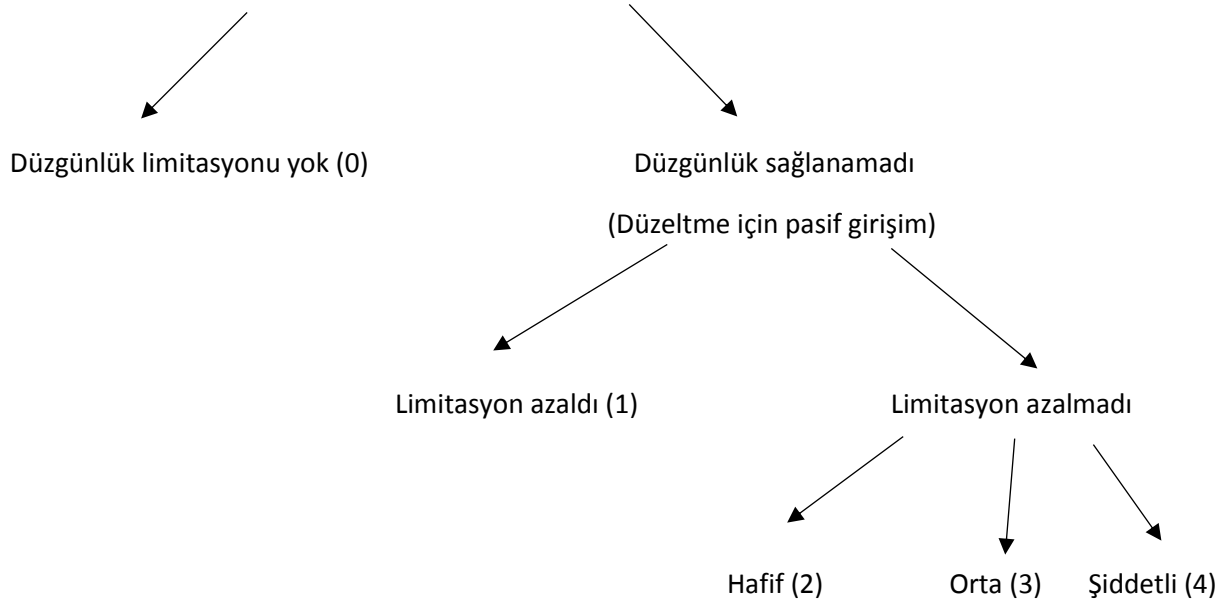 Düzgünlük limitasyonu yok (0)
Düzgünlük sağlanamadı
(Düzeltme için pasif girişim)
Limitasyon azaldı (1)
Limitasyon azalmadı
Hafif (2)
Orta (3)
Şiddetli (4)